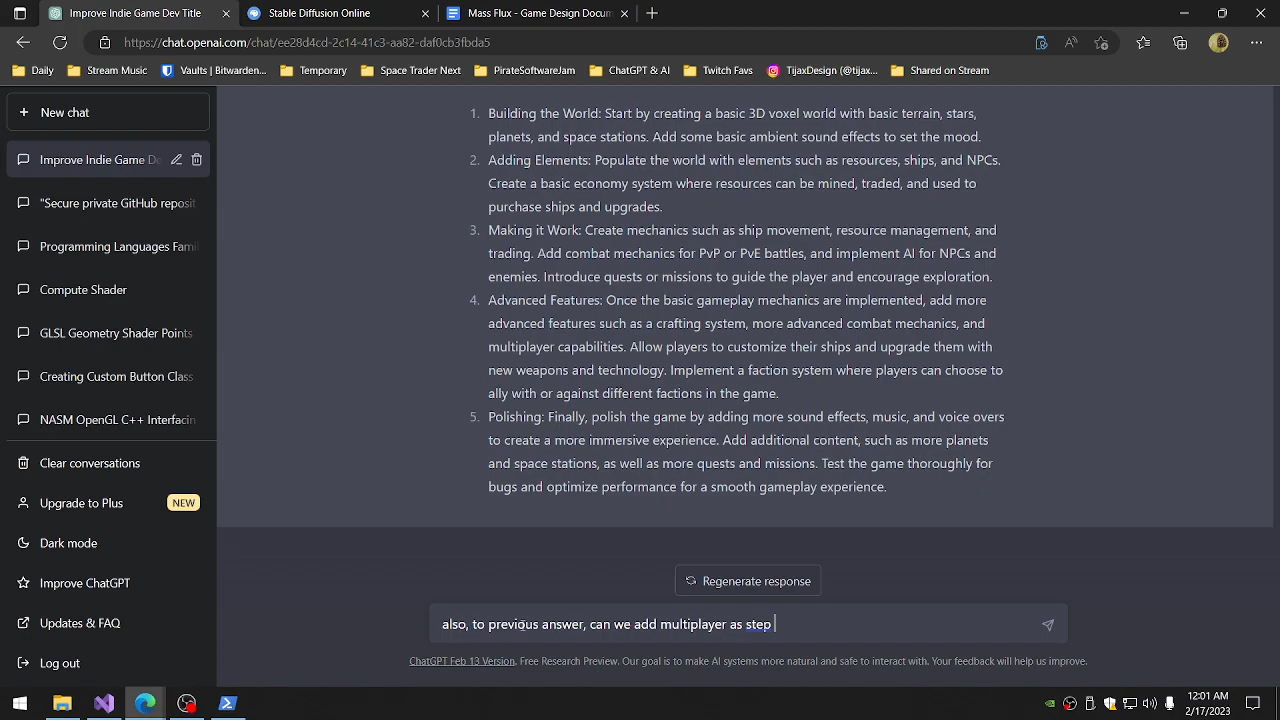 Improve Indie Game Dev Title
Stable Diffusion Online
Mass Flux - Game Design Docum
https://chat.openai.com/chat/ee28d4cd-2c14-41c3-aa82-daf0cb3fbda5
Daily
Stream Music
Vaults | Bitwarden...
Temporary
Space Trader Next
PirateSoftwareJam
ChatGPT & AI
Twitch Favs
TijaxDesign (@tijax...
Shared on Stream
New chat
Improve Indie Game De
"Secure private GitHub reposit
Programming Languages Famil
Compute Shader
GLSL Geometry Shader Points
Creating Custom Button Class
NASM OpenGL C++ Interfacin
Clear conversations
Upgrade to Plus
NEW
Dark mode
Improve ChatGPT
Updates & FAQ
Log out
1. Building the World: Start by creating a basic 3D voxel world with basic terrain, stars,
planets, and space stations. Add some basic ambient sound effects to set the mood.
2. Adding Elements: Populate the world with elements such as resources, ships, and NPCs.
Create a basic economy system where resources can be mined, traded, and used to
purchase ships and upgrades.
3. Making it Work: Create mechanics such as ship movement, resource management, and
trading. Add combat mechanics for PvP or PvE battles, and implement AI for NPCs and
enemies. Introduce quests or missions to guide the player and encourage exploration.
4. Advanced Features: Once the basic gameplay mechanics are implemented, add more
advanced features such as a crafting system, more advanced combat mechanics, and
multiplayer capabilities. Allow players to customize their ships and upgrade them with
new weapons and technology. Implement a faction system where players can choose to
ally with or against different factions in the game.
5. Polishing: Finally, polish the game by adding more sound effects, music, and voice overs
to create a more immersive experience. Add additional content, such as more planets
and space stations, as well as more quests and missions. Test the game thoroughly for
bugs and optimize performance for a smooth gameplay experience.
Regenerate response
also, to previous answer, can we add multiplayer as step
ChatGPT Feb 13 Version. Free Research Preview. Our goal is to make AI systems more natural and safe to interact with. Your feedback will help us improve.
12:01 AM
2/17/2023